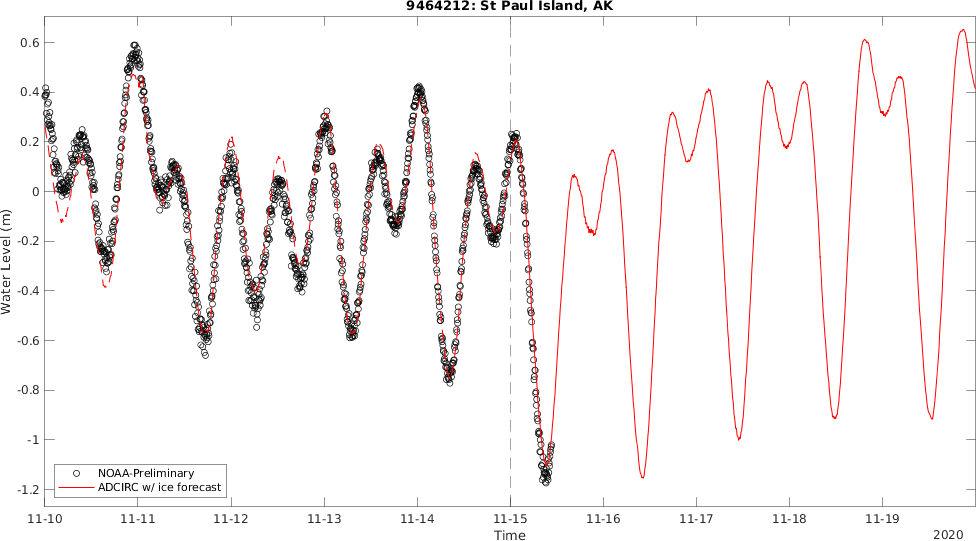 9464212: St Paul Island, AK
Water Level (m)
0.6
0.4
0.2
0
-0.2
-0.4
-0.6
-0.8
-1
-1.2
NOAA-Preliminary
ADCIRC w/ ice forecast
11-10 11-11 11-12 11-13 11-14 11-15 11-16 11-17 11-18 11-19
Time
2020